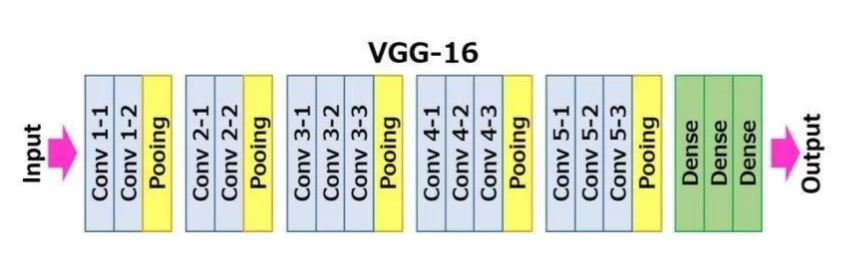 VGG-16
Input
Conv 1-1
Conv 1-2
Pooing
Conv 2-1
Conv 2-2
Pooing
Conv 3-1
Conv 3-2
Conv 3-3
Pooing
Conv 4-1
Conv 4-2
Conv 4-3
Pooing
Conv 5-1
Conv 5-2
Conv 5-3
Pooing
Dense
Dense
Dense
Output